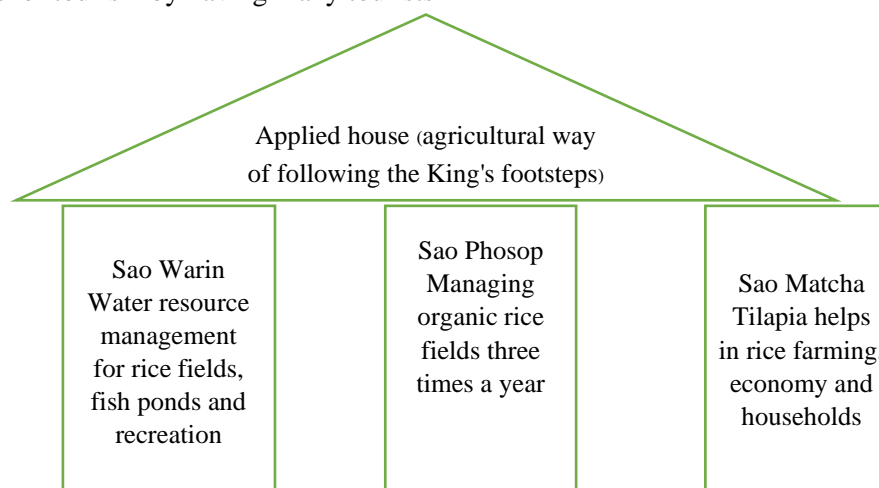 Applied house (agricultural way
of following the King's footsteps)
Sao Warin
Water resource
management
for rice fields,
fish ponds and
recreation
Sao Phosop
Managing
organic rice
fields three
times a year
Sao Matcha
Tilapia helps
in rice farming
economy and
households